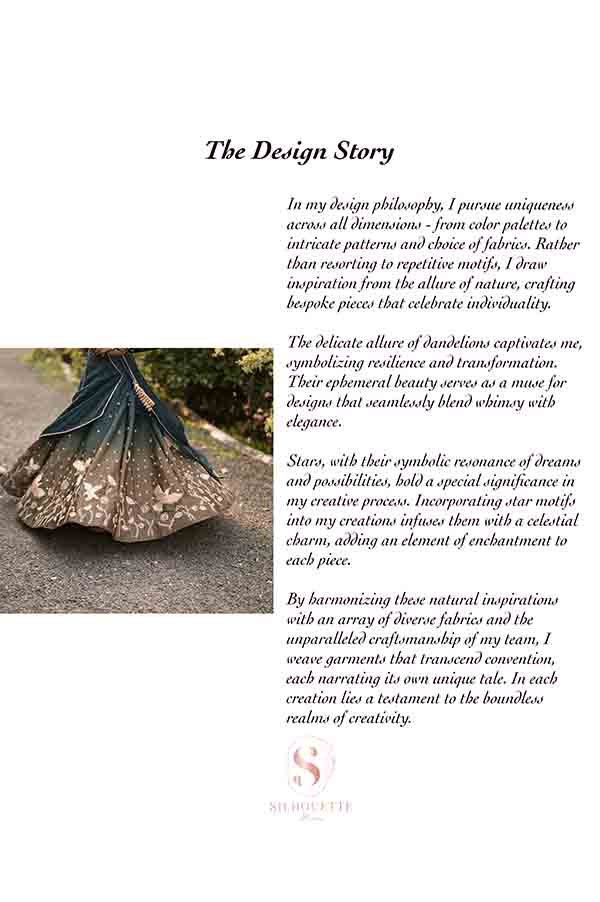 The Design Story
In my design philosophy, I pursue uniqueness
across all dimensions - from color palettes to
intricate patterns and choice of fabrics. Rather
than resorting to repetitive motifs, I draw
inspiration from the allure of nature, crafting
bespoke pieces that celebrate individuality.
The delicate allure of dandelions captivates me,
symbolizing resilience and transformation.
Their ephemeral beauty serves as a muse for
designs that seamlessly blend whimsy with
elegance.
Stars, with their symbolic resonance of dreams
and possibilities, hold a special significance in
my creative process. Incorporating star motifs
into my creations infuses them with a celestial
charm, adding an element of enchantment to
each piece.
By harmonizing these natural inspirations
with an array of diverse fabrics and the
unparalleled craftsmanship of my team, I
weave garments that transcend convention,
each narrating its own unique tale. In each
creation lies a testament to the boundless
realms of creativity.
S
SILHOUETTE